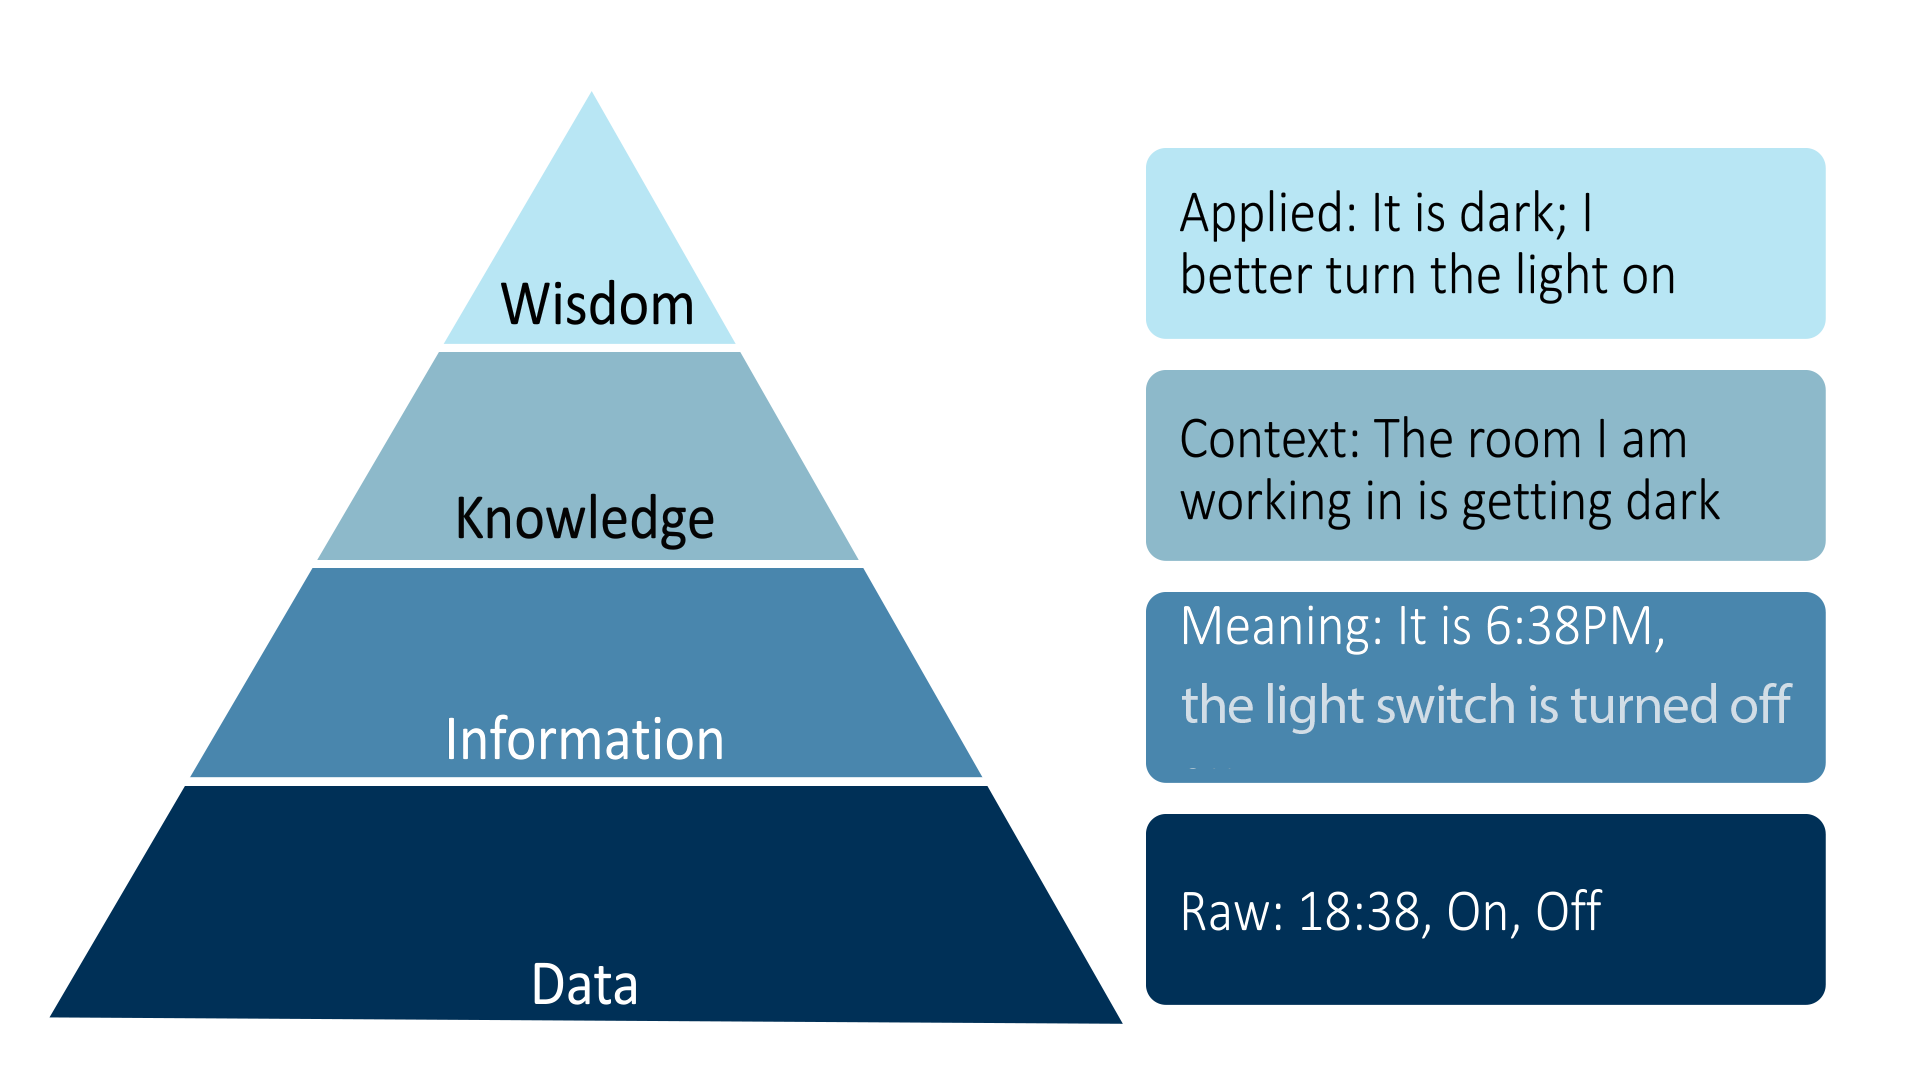 Wisdom
Knowledge
Information
Data
Applied: It is dark; I
better turn the light on
Context: The room I am
working in is getting dark
Meaning: It is 6:38PM,
the light switch is turned off
Raw: 18:38, On, Off